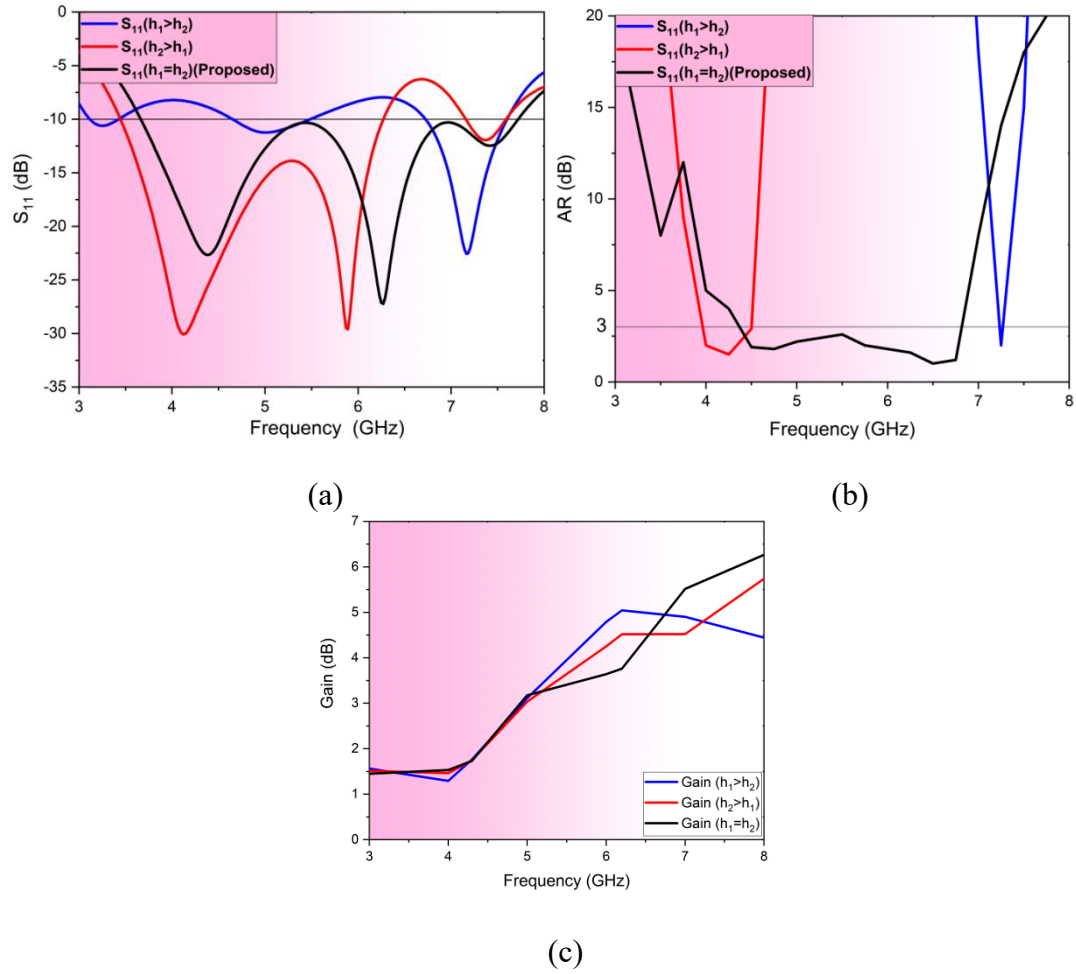 S₁₁(h₁>h₂)
S₁₁(h₂>h₁)
S₁₁(h₁=h₂)(Proposed)
0
-5
-10
-15
-20
-25
-30
-35
S₁₁ (dB)
3 4 5 6 7 8
Frequency (GHz)
(a)
S₁₁(h₁>h₂)
S₁₁(h₂>h₁)
S₁₁(h₁=h₂)(Proposed)
20
15
10
5
3
0
AR (dB)
3 4 5 6 7 8
Frequency (GHz)
(b)
7
6
5
4
3
2
1
0
Gain (dB)
Gain (h₁>h₂)
Gain (h₂>h₁)
Gain (h₁=h₂)
3 4 5 6 7 8
Frequency (GHz)
(c)